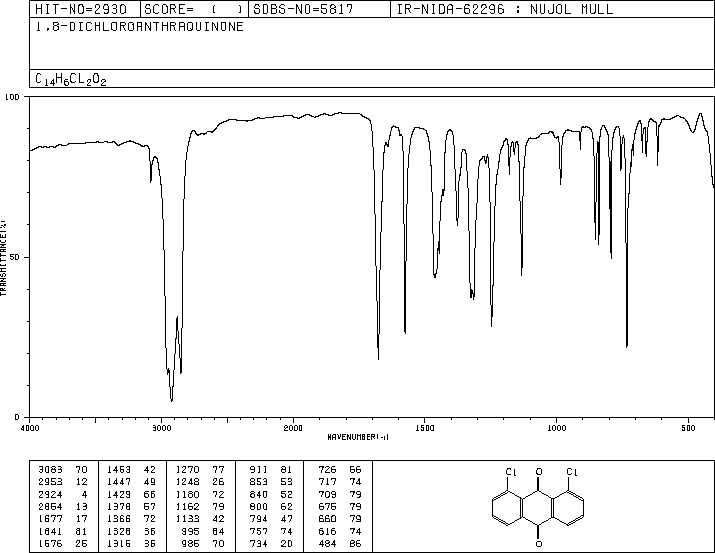 HIT-NO=2930 SCORE= ( ) SDBS-NO=5817 IR-NIDA-62296 : NUJOL MULL
1,8-DICHLOROANTHRAQUINONE
C14H6CL2O2
100
50
0
TRANSMITTANCE(%)
4000 3000 2000 1500 1000 500
WAVENUMBER(-1)
3083 70 1463 42 1270 77 911 81 726 66
2953 12 1447 49 1248 26 853 53 717 74
2924 4 1429 66 1180 72 840 52 709 79
2854 13 1378 57 1162 79 800 62 675 79
1677 17 1366 72 1133 42 794 47 660 79
1641 81 1328 36 995 84 757 74 616 74
1576 25 1316 36 985 70 734 20 484 86
Cl O Cl
O